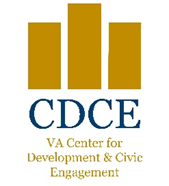 CDCE
VA Center for
Development & Civic
Engagement